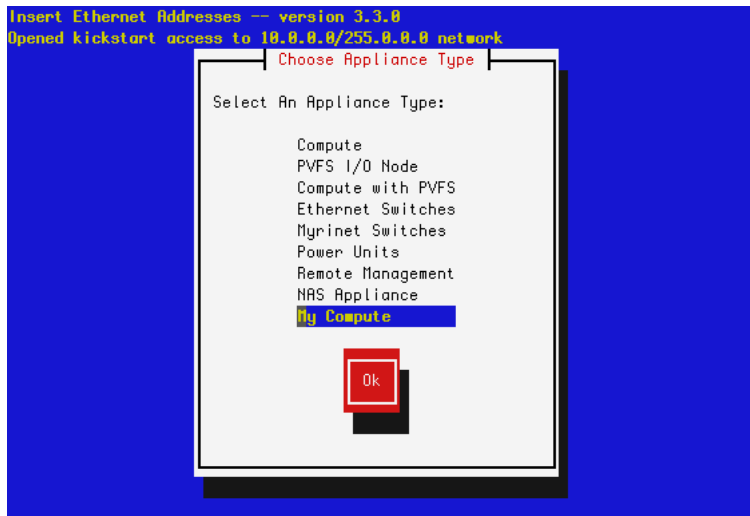 Insert Ethernet Addresses -- version 3.3.0
Opened kickstart access to 10.0.0.0/255.0.0.0 network
Choose Appliance Type
Select An Appliance Type:
Compute
PVFS I/O Node
Compute with PVFS
Ethernet Switches
Myrinet Switches
Power Units
Remote Management
NAS Appliance
My Compute
Ok